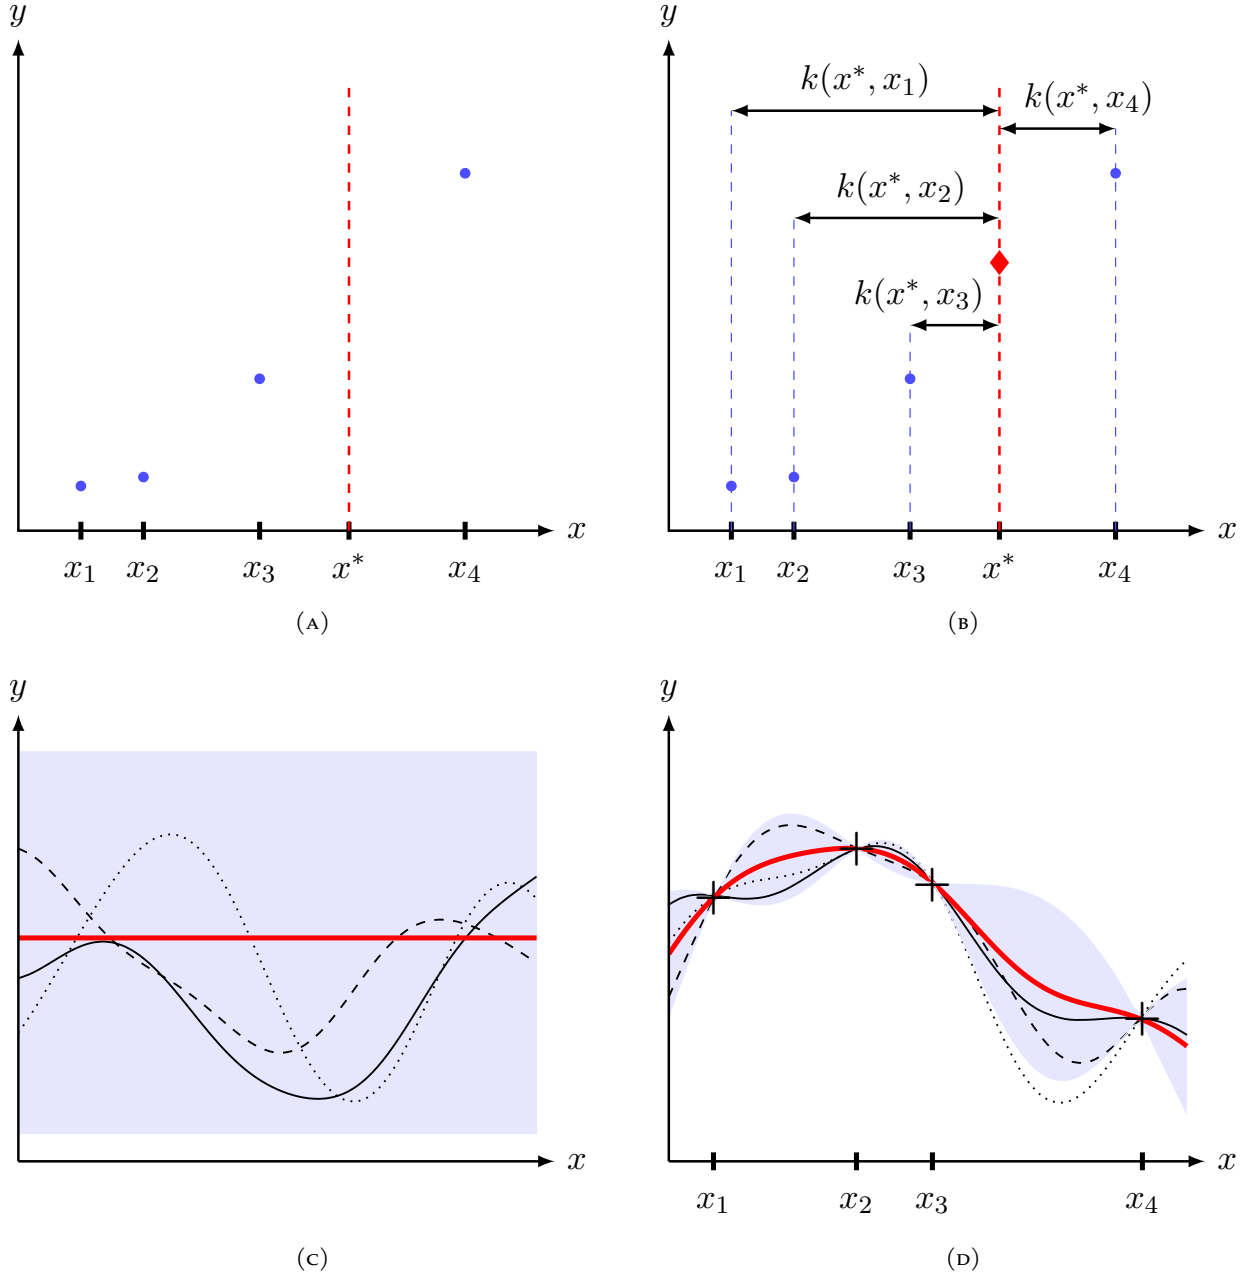 y
x
x₁ x₂ x₃ x* x₄
(A)
y
k(x*, x₁)
k(x*, x₄)
k(x*, x₂)
k(x*, x₃)
x
x₁ x₂ x₃ x* x₄
(B)
y
x
(C)
y
x
x₁ x₂ x₃ x₄
(D)